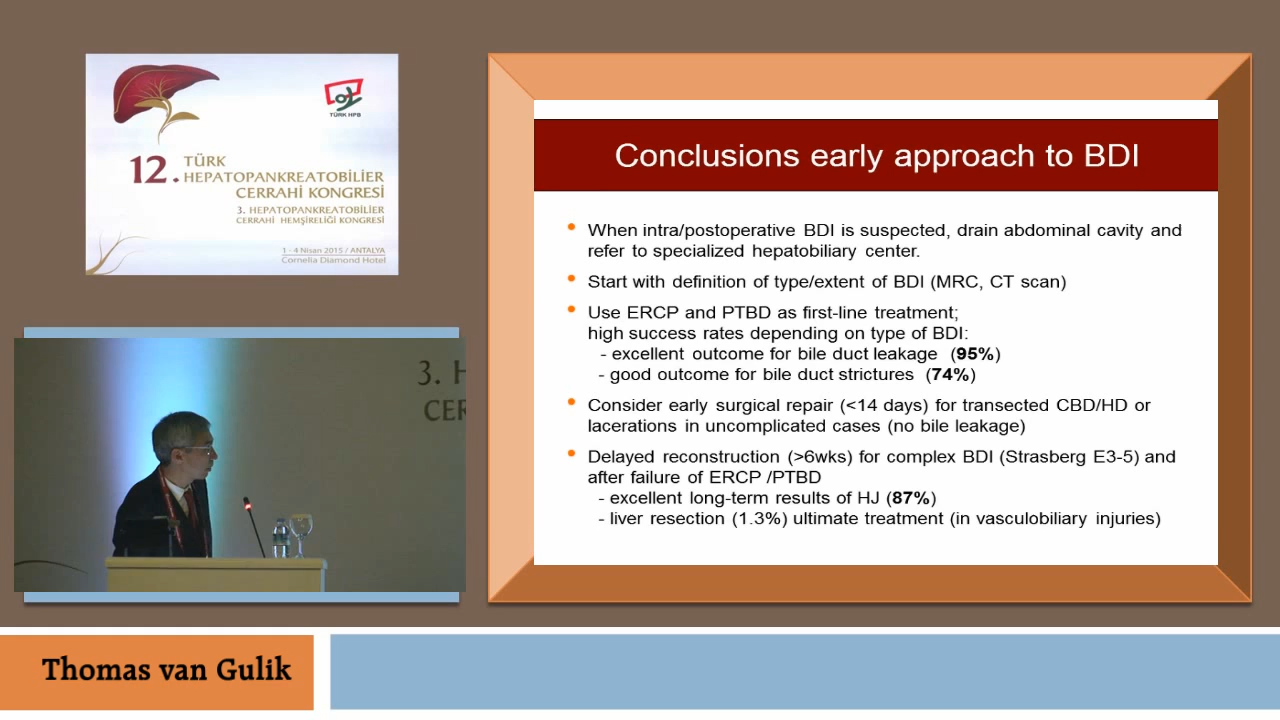 TÜRK HPB
12. TÜRK
HEPATOPANKREATOBİLİER
CERRAHİ KONGRESİ
3. HEPATOPANKREATOBİLİER
CERRAHİ HEMŞİRELİĞİ KONGRESİ
1 - 4 Nisan 2015 / ANTALYA
Cornelia Diamond Hotel
3. H
CER
Conclusions early approach to BDI
• When intra/postoperative BDI is suspected, drain abdominal cavity and
refer to specialized hepatobiliary center.
• Start with definition of type/extent of BDI (MRC, CT scan)
• Use ERCP and PTBD as first-line treatment;
high success rates depending on type of BDI:
- excellent outcome for bile duct leakage (95%)
- good outcome for bile duct strictures (74%)
• Consider early surgical repair (<14 days) for transected CBD/HD or
lacerations in uncomplicated cases (no bile leakage)
• Delayed reconstruction (>6wks) for complex BDI (Strasberg E3-5) and
after failure of ERCP /PTBD
- excellent long-term results of HJ (87%)
- liver resection (1.3%) ultimate treatment (in vasculobiliary injuries)
Thomas van Gulik